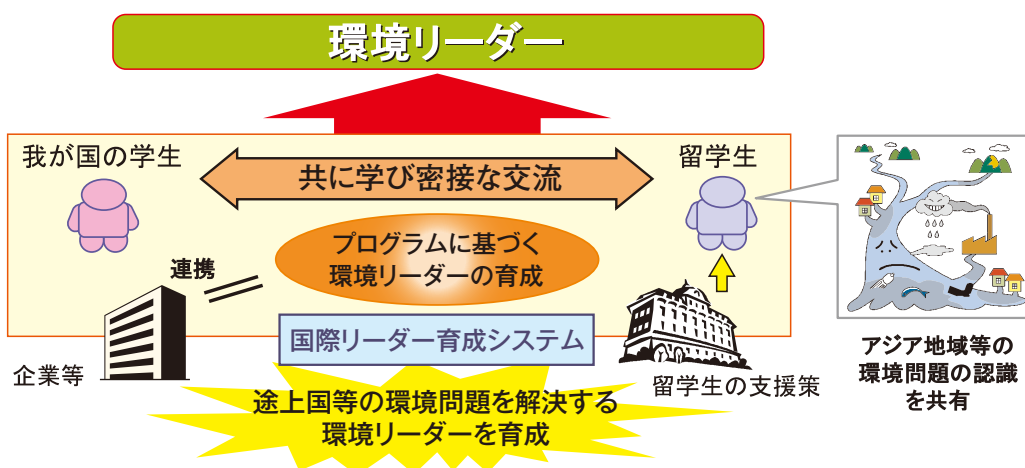 環境リーダー
我が国の学生
共に学び密接な交流
留学生
プログラムに基づく
環境リーダーの育成
連携
国際リーダー育成システム
企業等
留学生の支援策
途上国等の環境問題を解決する
環境リーダーを育成
アジア地域等の
環境問題の認識
を共有